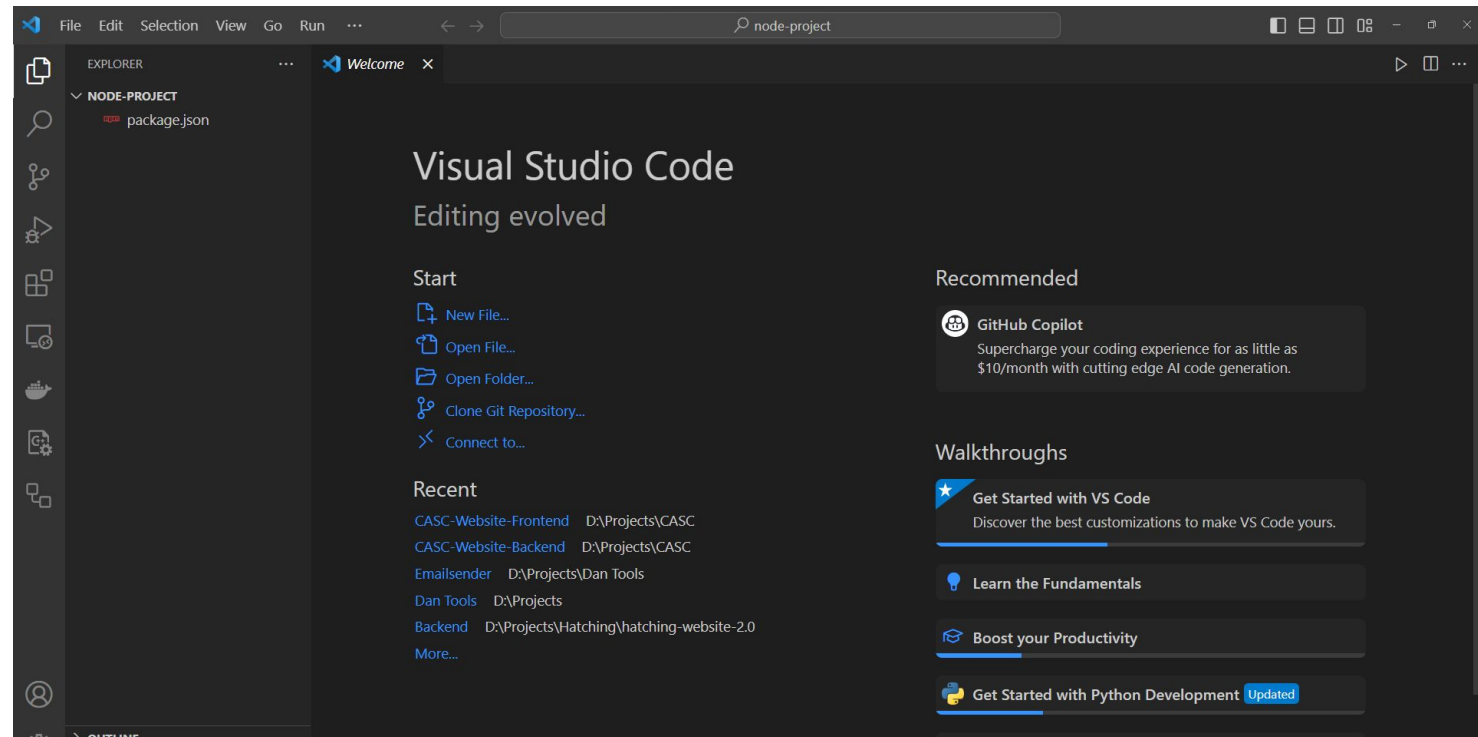 File Edit Selection View Go Run ··· node-project
EXPLORER ···
Welcome
NODE-PROJECT
package.json
Visual Studio Code
Editing evolved
Start
New File...
Open File...
Open Folder...
Clone Git Repository...
Connect to...
Recent
CASC-Website-Frontend D:\Projects\CASC
CASC-Website-Backend D:\Projects\CASC
Emailsender D:\Projects\Dan Tools
Dan Tools D:\Projects
Backend D:\Projects\Hatching\hatching-website-2.0
More...
Recommended
GitHub Copilot
Supercharge your coding experience for as little as
$10/month with cutting edge AI code generation.
Walkthroughs
Get Started with VS Code
Discover the best customizations to make VS Code yours.
Learn the Fundamentals
Boost your Productivity
Get Started with Python Development Updated
OUTLINE